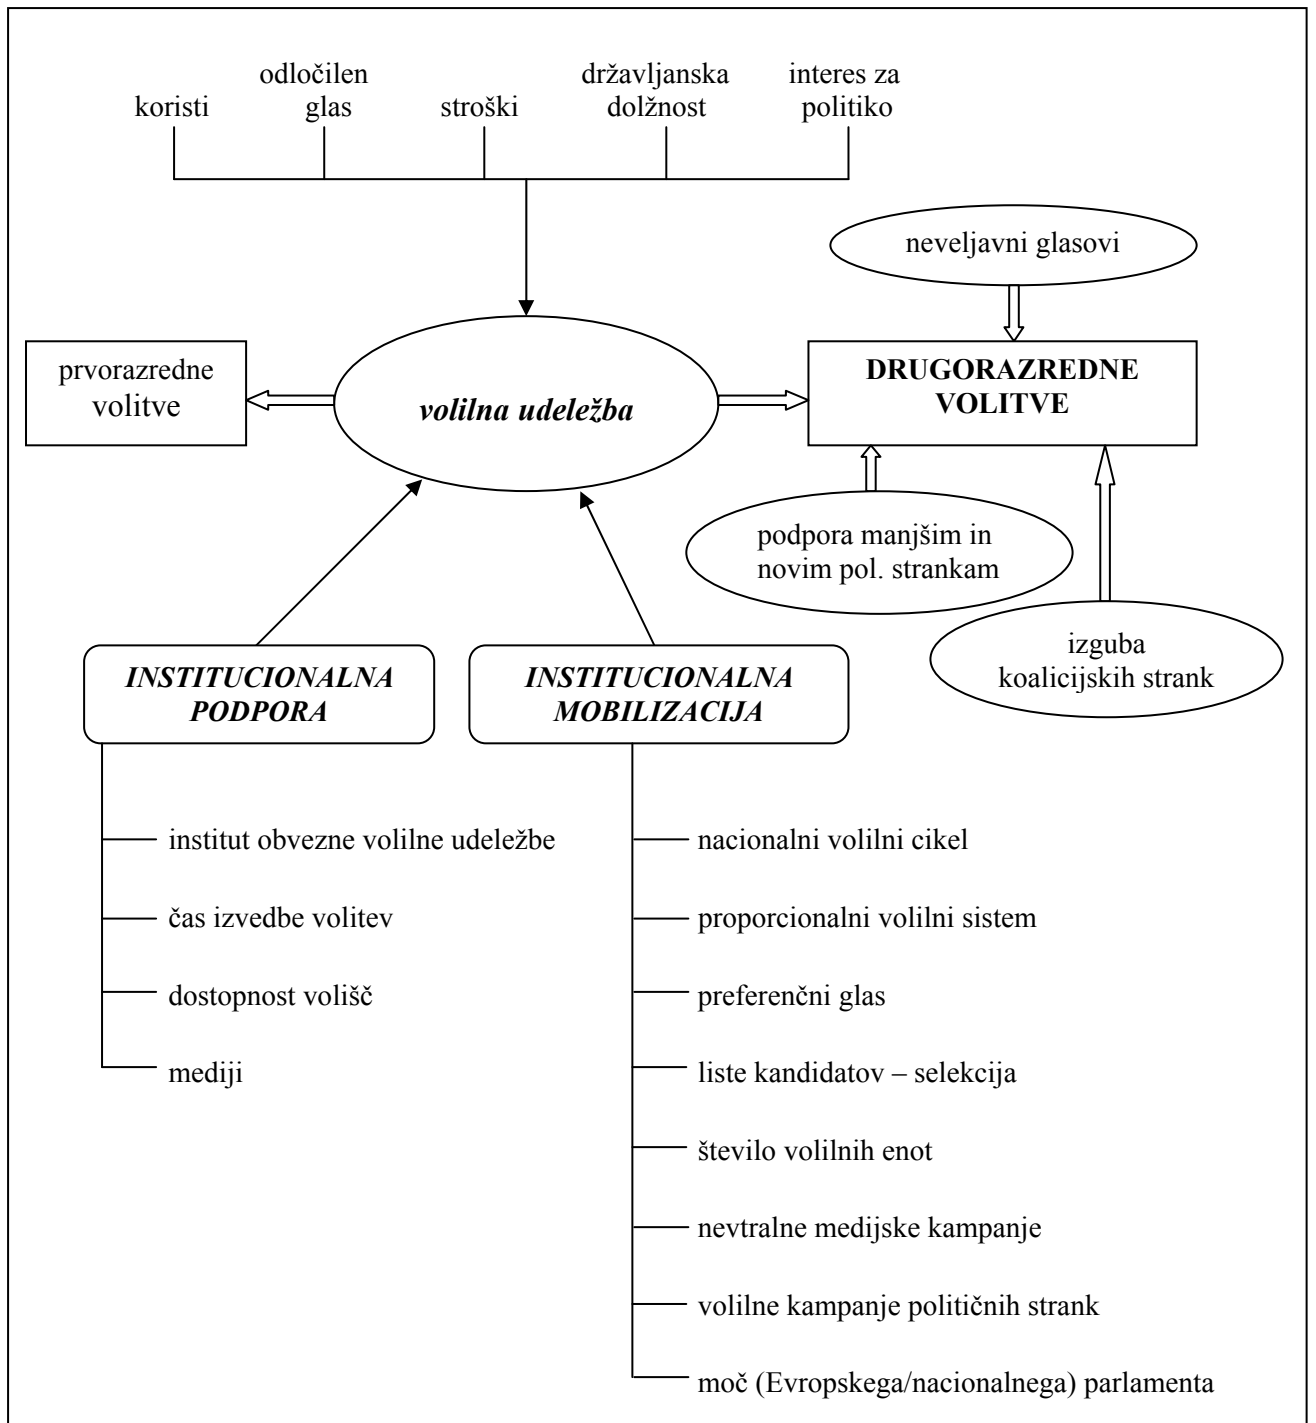 odločilen
glas
državljanska
dolžnost
interes za
politiko
koristi
stroški
neveljavni glasovi
prvorazredne
volitve
volilna udeležba
DRUGORAZREDNE
VOLITVE
podpora manjšim in
novim pol. strankam
izguba
koalicijskih strank
INSTITUCIONALNA
PODPORA
INSTITUCIONALNA
MOBILIZACIJA
institut obvezne volilne udeležbe
čas izvedbe volitev
dostopnost volišč
mediji
nacionalni volilni cikel
proporcionalni volilni sistem
preferenčni glas
liste kandidatov – selekcija
število volilnih enot
nevtralne medijske kampanje
volilne kampanje političnih strank
moč (Evropskega/nacionalnega) parlamenta